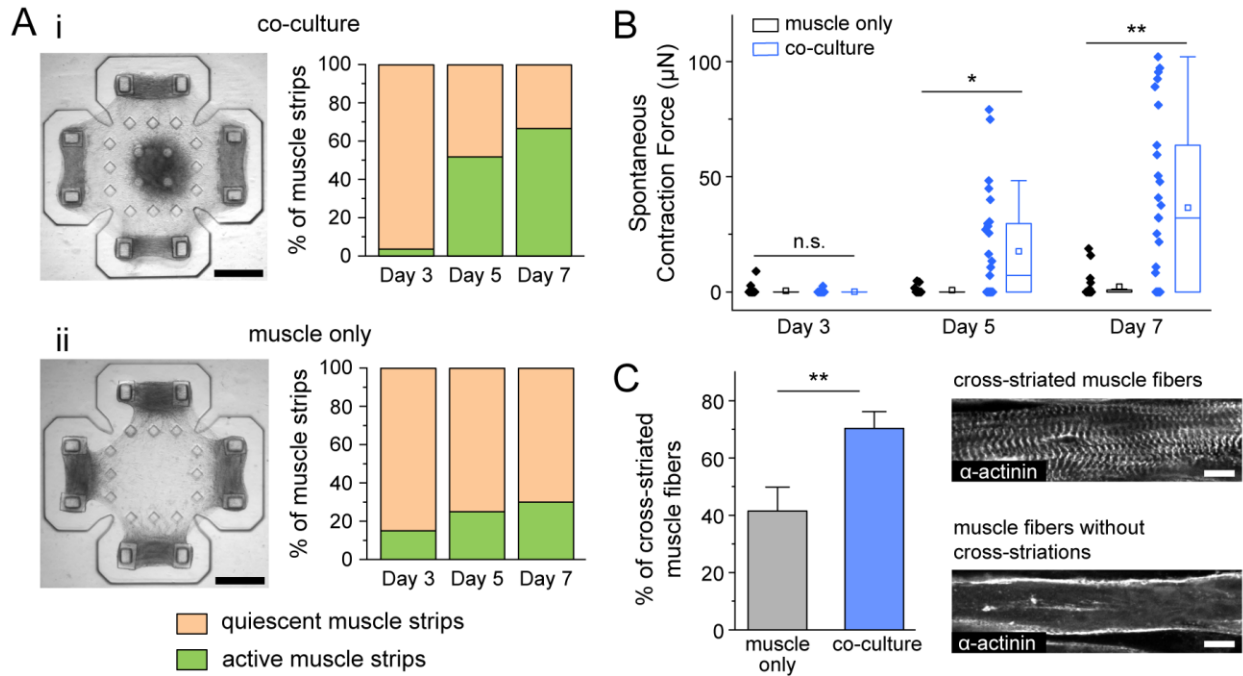 A
i
co-culture
% of muscle strips
100
80
60
40
20
0
Day 3
Day 5
Day 7
ii
muscle only
% of muscle strips
100
80
60
40
20
0
Day 3
Day 5
Day 7
quiescent muscle strips
active muscle strips
B
muscle only
co-culture
Spontaneous
Contraction Force (µN)
100
50
0
n.s.
*
**
Day 3
Day 5
Day 7
C
% of cross-striated
muscle fibers
80
60
40
20
0
**
muscle
only
co-culture
cross-striated muscle fibers
α-actinin
muscle fibers without
cross-striations
α-actinin